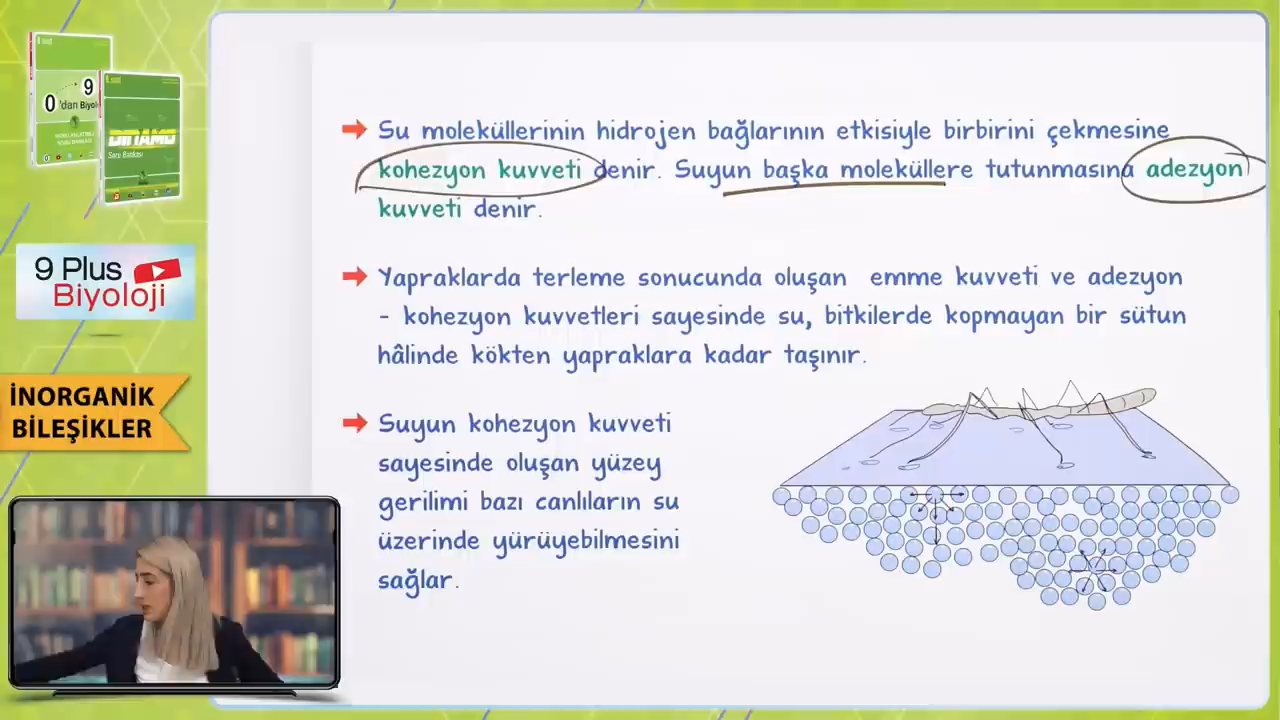 0 'dan 9
Biyol
DİNAMO
Soru Bankası
9 Plus
Biyoloji
İNORGANİK
BİLEŞİKLER
Su moleküllerinin hidrojen bağlarının etkisiyle birbirini çekmesine
kohezyon kuvveti denir. Suyun başka moleküllere tutunmasına adezyon
kuvveti denir.
Yapraklarda terleme sonucunda oluşan emme kuvveti ve adezyon
- kohezyon kuvvetleri sayesinde su, bitkilerde kopmayan bir sütun
hâlinde kökten yapraklara kadar taşınır.
Suyun kohezyon kuvveti
sayesinde oluşan yüzey
gerilimi bazı canlıların su
üzerinde yürüyebilmesini
sağlar.